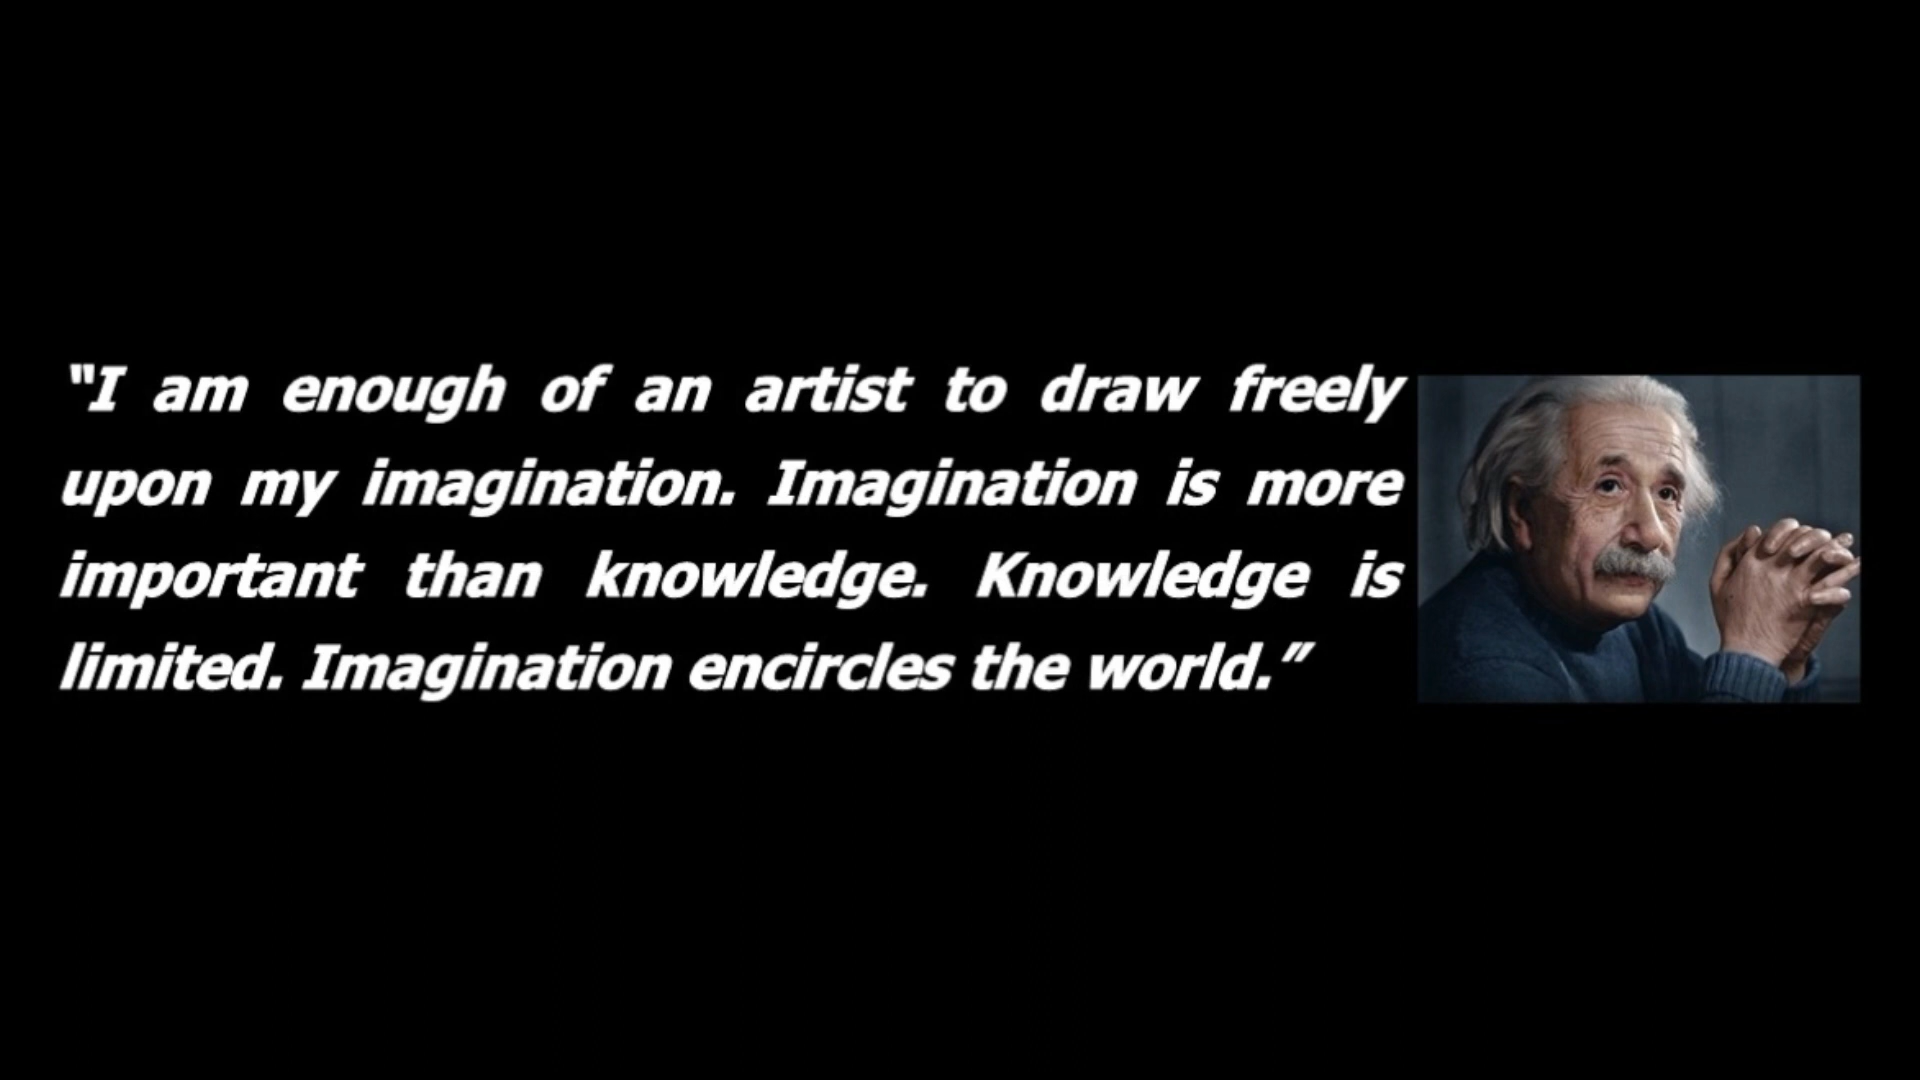 “I am enough of an artist to draw freely
upon my imagination. Imagination is more
important than knowledge. Knowledge is
limited. Imagination encircles the world.”